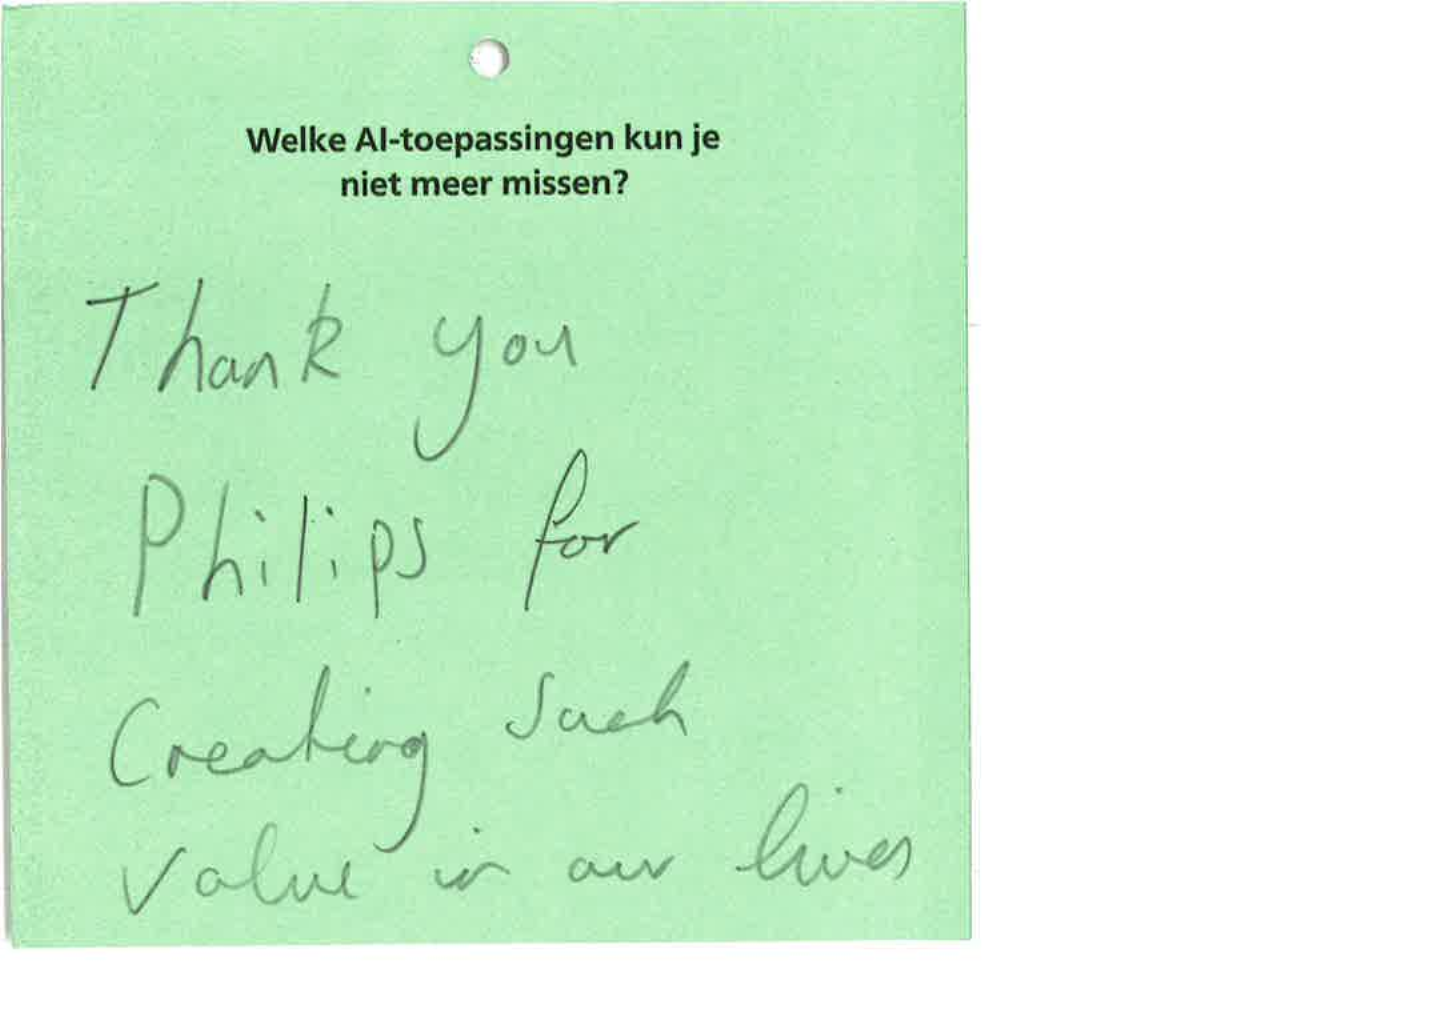 Welke AI-toepassingen kun je
niet meer missen?
Thank you
Philips for
Creating such
value in our lives